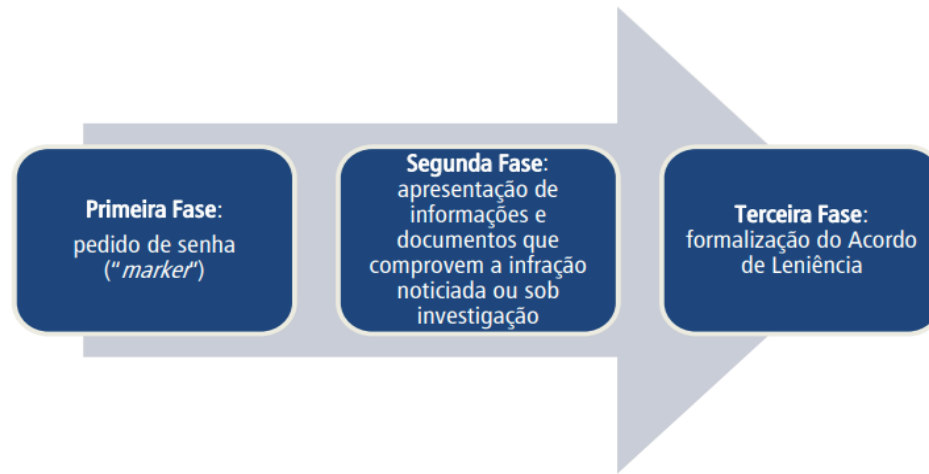 Primeira Fase:
pedido de senha
("marker")
Segunda Fase:
apresentação de
informações e
documentos que
comprovem a infração
noticiada ou sob
investigação
Terceira Fase:
formalização do Acordo
de Leniência